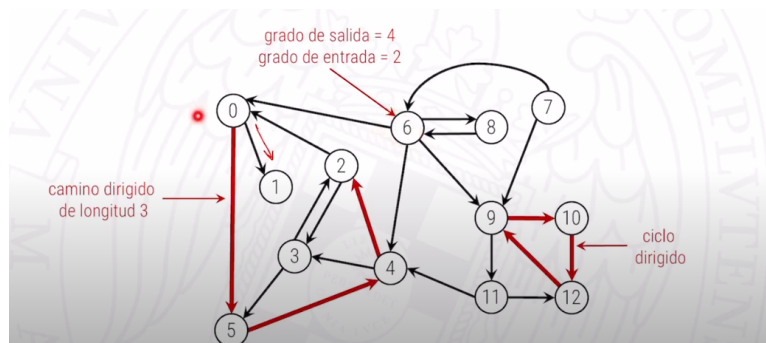 grado de salida = 4
grado de entrada = 2
0
6
8
7
1
2
camino dirigido
de longitud 3
9
10
ciclo
dirigido
3
4
11
12
5